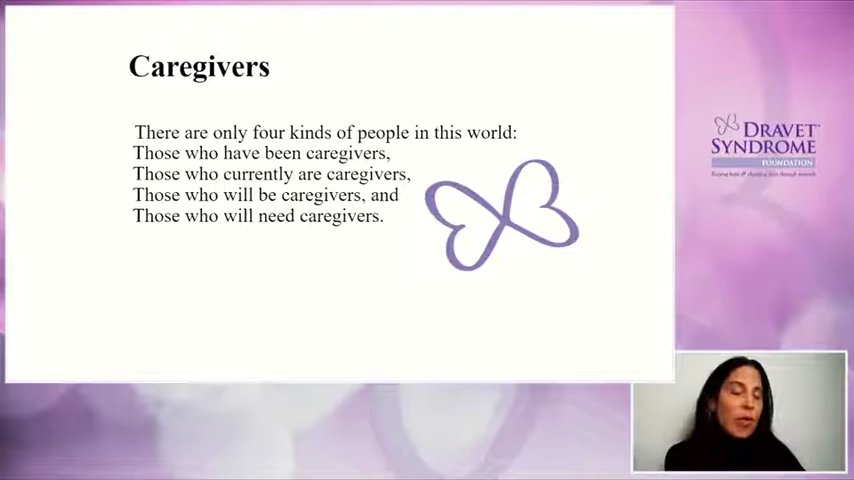 Caregivers
There are only four kinds of people in this world:
Those who have been caregivers,
Those who currently are caregivers,
Those who will be caregivers, and
Those who will need caregivers.
DRAVET
SYNDROME
FOUNDATION